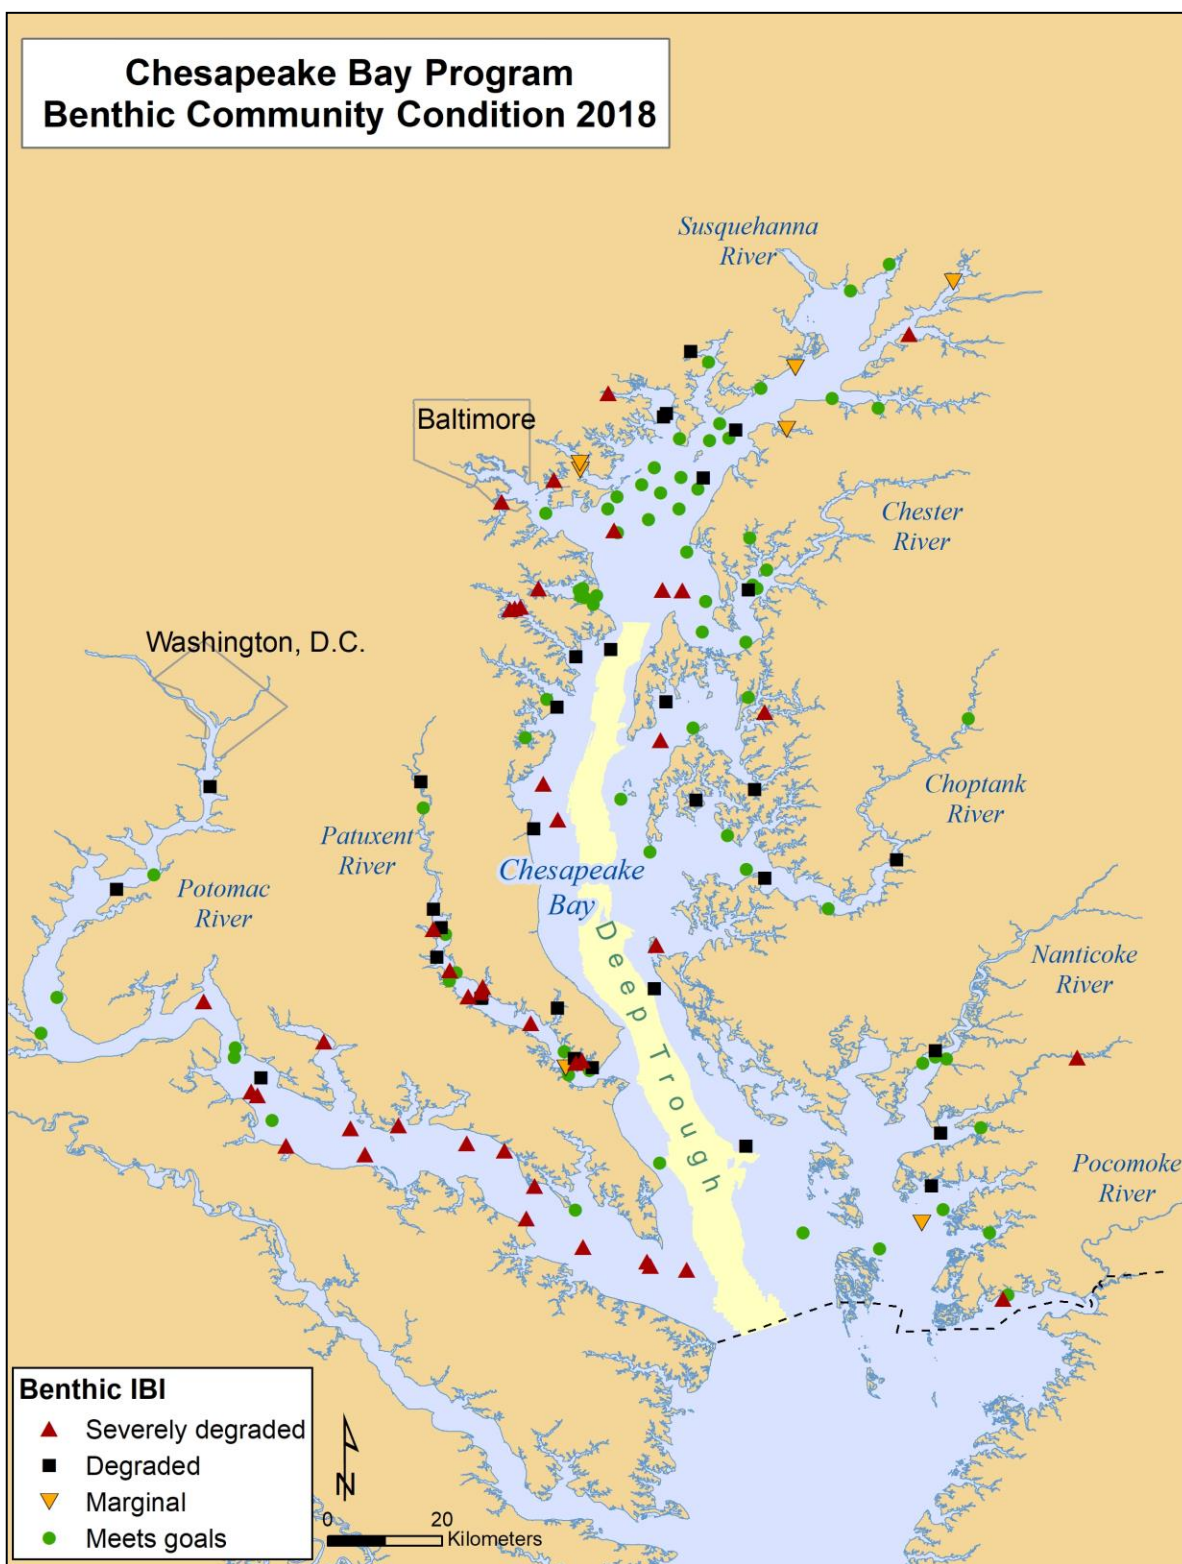 Chesapeake Bay Program
Benthic Community Condition 2018
Susquehanna
River
Baltimore
Chester
River
Washington, D.C.
Choptank
River
Patuxent
River
Chesapeake
Bay
Potomac
River
Deep Trough
Nanticoke
River
Pocomoke
River
Benthic IBI
Severely degraded
Degraded
Marginal
Meets goals
N
0 20
Kilometers